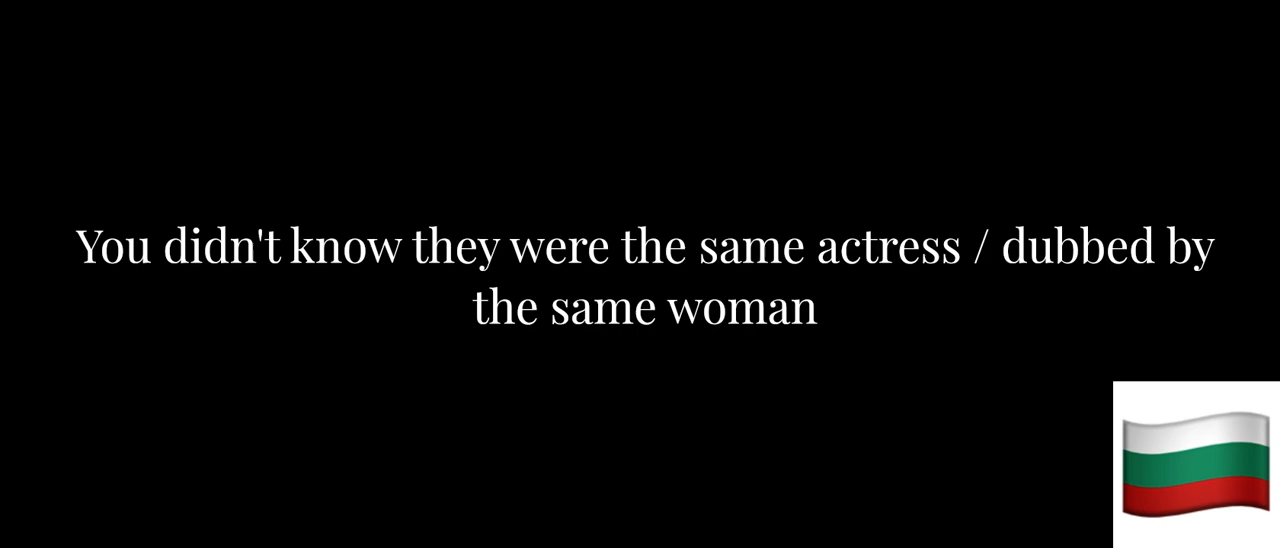 You didn't know they were the same actress / dubbed by
the same woman